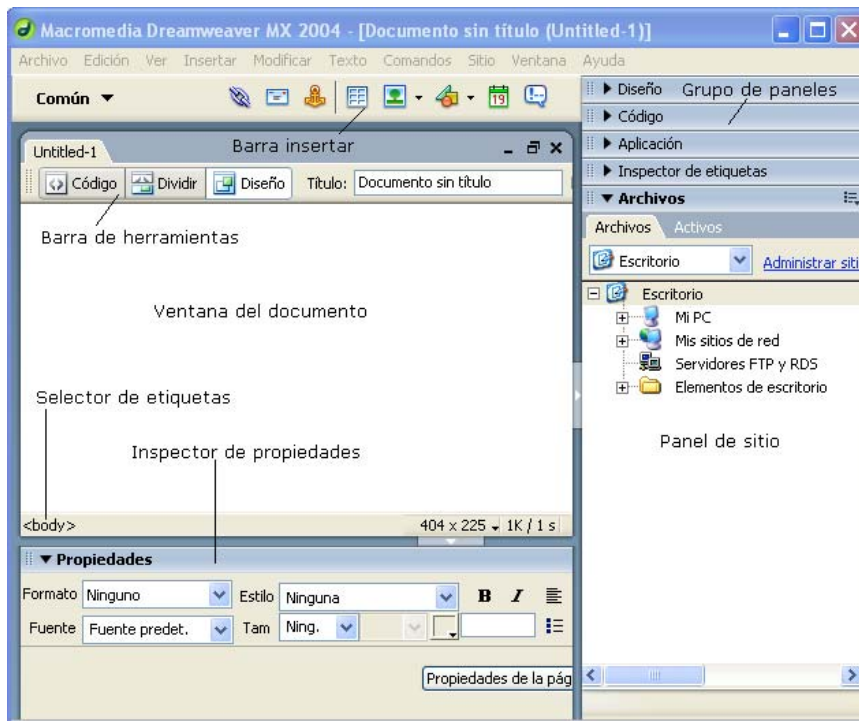 Macromedia Dreamweaver MX 2004 - [Documento sin título (Untitled-1)]
Archivo Edición Ver Insertar Modificar Texto Comandos Sitio Ventana Ayuda
Común
19
Barra insertar
Untitled-1
Código Dividir Diseño Título: Documento sin título
Barra de herramientas
Ventana del documento
Selector de etiquetas
Inspector de propiedades
<body> 404 x 225 1K / 1 s
Propiedades
Formato Ninguno Estilo Ninguna B I
Fuente Fuente predet. Tam Ning.
Propiedades de la pág
Diseño Grupo de paneles
Código
Aplicación
Inspector de etiquetas
Archivos
Archivos Activos
Escritorio Administrar siti
Escritorio
Mi PC
Mis sitios de red
Servidores FTP y RDS
Elementos de escritorio
Panel de sitio